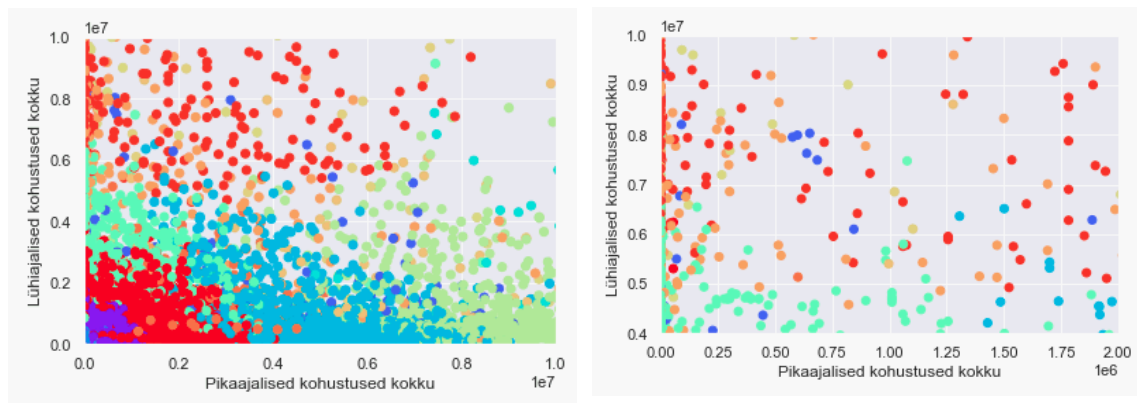 1e7
Lühiajalised kohustused kokku
1.0
0.8
0.6
0.4
0.2
0.0
0.0 0.2 0.4 0.6 0.8 1.0
Pikaajalised kohustused kokku
1e7
1e7
Lühiajalised kohustused kokku
1.0
0.9
0.8
0.7
0.6
0.5
0.4
0.00 0.25 0.50 0.75 1.00 1.25 1.50 1.75 2.00
Pikaajalised kohustused kokku
1e6